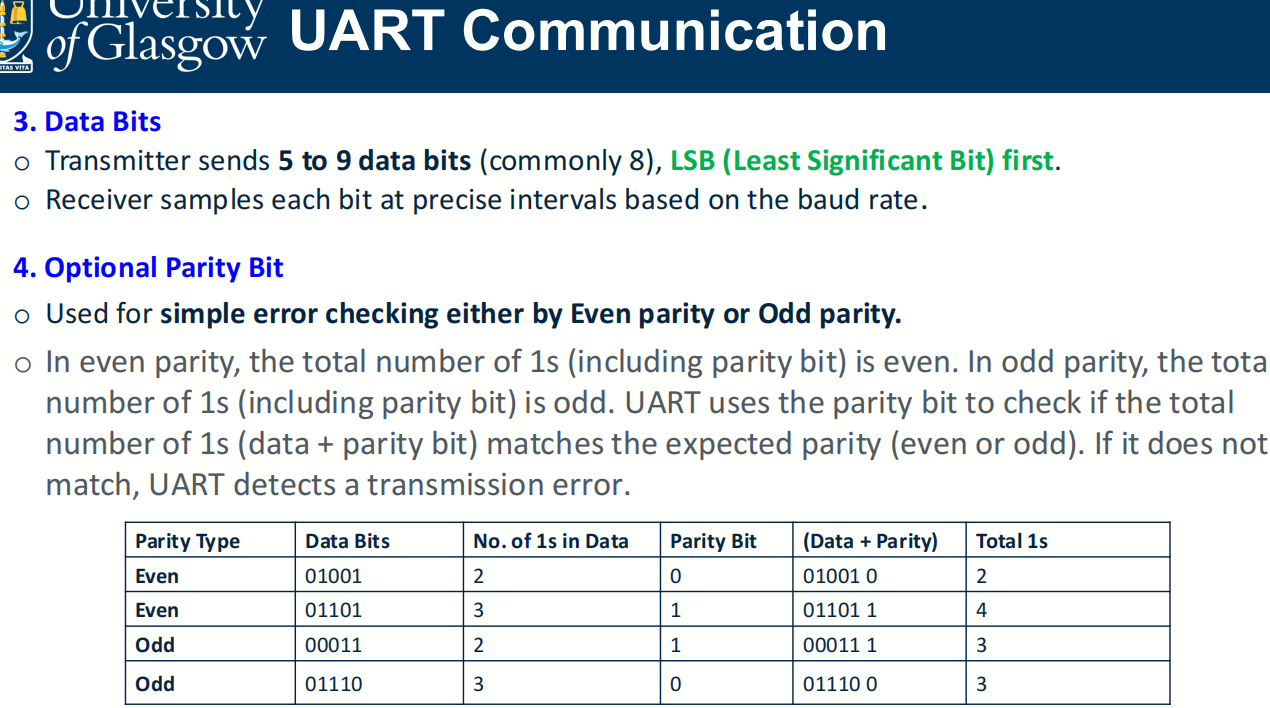 University
of Glasgow
VITAS VITA
UART Communication
3. Data Bits
o Transmitter sends 5 to 9 data bits (commonly 8), LSB (Least Significant Bit) first.
o Receiver samples each bit at precise intervals based on the baud rate.
4. Optional Parity Bit
o Used for simple error checking either by Even parity or Odd parity.
o In even parity, the total number of 1s (including parity bit) is even. In odd parity, the tota
number of 1s (including parity bit) is odd. UART uses the parity bit to check if the total
number of 1s (data + parity bit) matches the expected parity (even or odd). If it does not
match, UART detects a transmission error.
Parity Type Data Bits No. of 1s in Data Parity Bit (Data + Parity) Total 1s
Even 01001 2 0 01001 0 2
Even 01101 3 1 01101 1 4
Odd 00011 2 1 00011 1 3
Odd 01110 3 0 01110 0 3